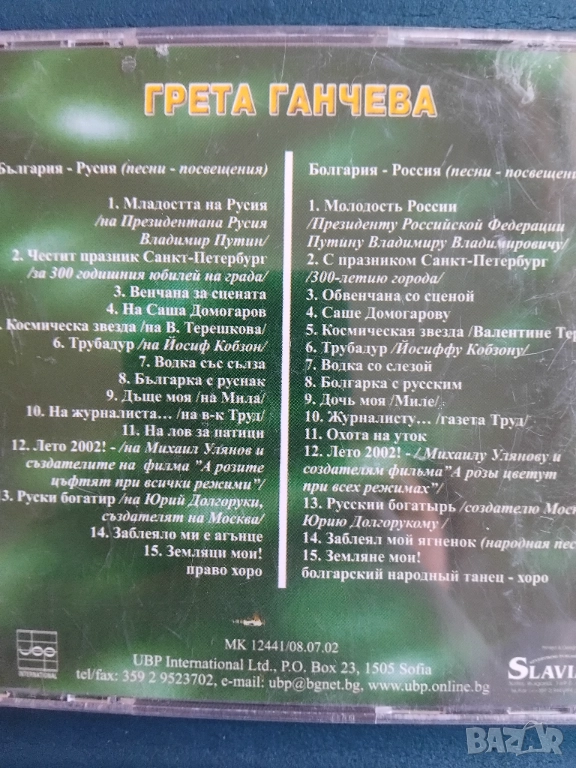 ГРЕТА ГАНЧЕВА
България - Русия (песни - посвещения)
1. Младостта на Русия
/на Президентана Русия
Владимир Путин/
2. Честит празник Санкт-Петербург
/за 300 годишния юбилей на града/
3. Венчана за сцената
4. На Саша Домогаров
. Космическа звезда /на В. Терешкова/
6. Трубадур /на Йосиф Кобзон/
7. Водка със сълза
8. Българка с руснак
9. Дъще моя /на Мила/
10. На журналиста... /на в-к Труд/
11. На лов за патици
12. Лето 2002! - /на Михаил Улянов и
създателите на филма "А розите
цъфтят при всички режими"/
13. Руски богатир /на Юрий Долгоруки,
създателят на Москва/
14. Заблеяло ми е агънце
15. Земляци мои!
право хоро
Болгария - Россия (песни - посвещени
1. Молодость России
/Президенту Российской Федерации
Путину Владимиру Владимировичу/
2. С празником Санкт-Петербург
/300-летию города/
3. Обвенчана со сценой
4. Саше Домогарову
5. Космическая звезда /Валентине Тер
6. Трубадур /Йосиффу Кобзону/
7. Водка со слезой
8. Болгарка с русским
9. Дочь моя /Миле/
10. Журналисту... /газета Труд/
11. Охота на уток
12. Лето 2002! - / Михаилу Улянову и
создателям фильма"А розы цветут
при всех режимах"/
13. Русский богатырь /создателю Моск
Юрию Долгорукому /
14. Заблеял мой ягненок (народная пес
15. Земляне мои!
болгарский народный танец - хоро
МК 12441/08.07.02
UBP International Ltd., P.O. Box 23, 1505 Sofia
tel/fax: 359 2 9523702, e-mail: ubp@bgnet.bg, www.ubp.online.bg
ubp
INTERNATIONAL
SLAVIA
BAZAR